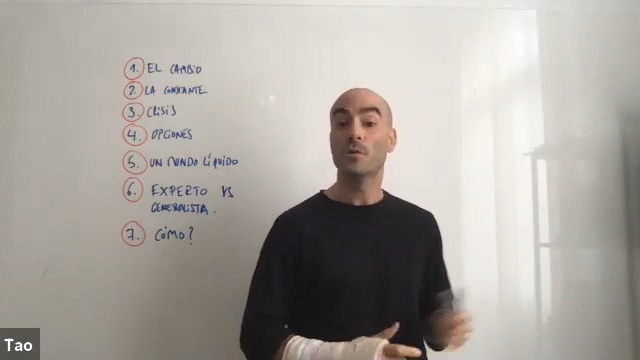 1. EL CAMBIO
2. LA CONSTANTE
3. CRISIS
4. OPCIONES
5. UN MUNDO LÍQUIDO
6. EXPERTO VS
GENERALISTA.
7. CÓMO?
Tao